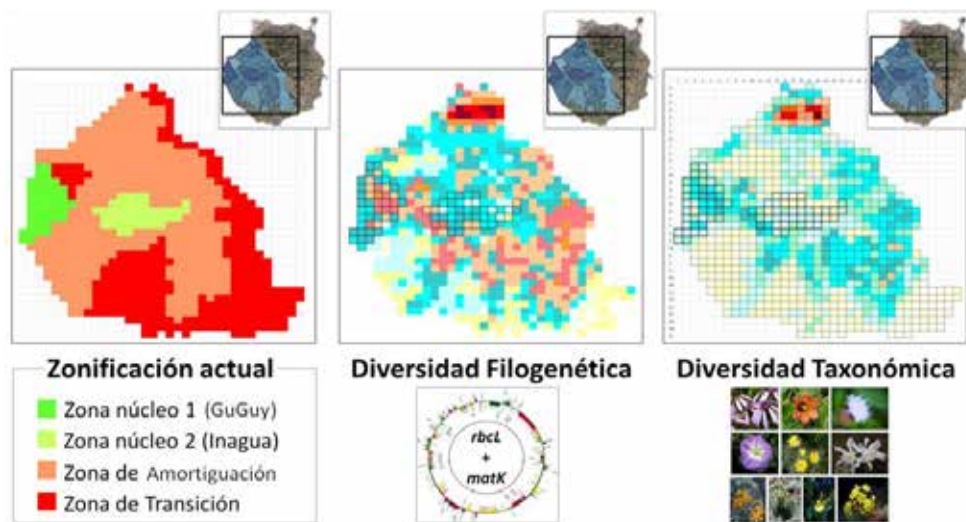 Zonificación actual
Zona núcleo 1 (GuGuy)
Zona núcleo 2 (Inagua)
Zona de Amortiguación
Zona de Transición
Diversidad Filogenética
rbcL
+
matK
Diversidad Taxonómica